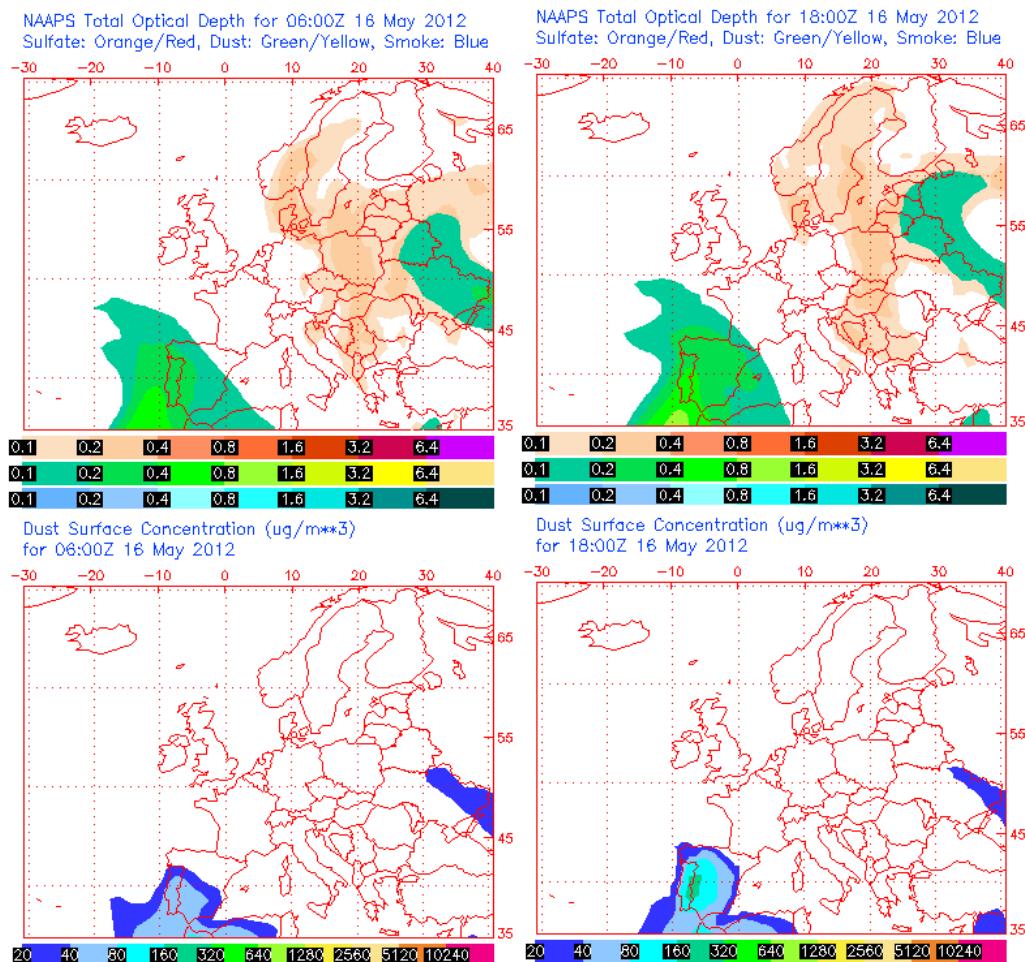 NAAPS Total Optical Depth for 06:00Z 16 May 2012
Sulfate: Orange/Red, Dust: Green/Yellow, Smoke: Blue
-30 -20 -10 0 10 20 30 40
65
55
45
35
0.1 0.2 0.4 0.8 1.6 3.2 6.4
0.1 0.2 0.4 0.8 1.6 3.2 6.4
0.1 0.2 0.4 0.8 1.6 3.2 6.4
NAAPS Total Optical Depth for 18:00Z 16 May 2012
Sulfate: Orange/Red, Dust: Green/Yellow, Smoke: Blue
-30 -20 -10 0 10 20 30 40
65
55
45
35
0.1 0.2 0.4 0.8 1.6 3.2 6.4
0.1 0.2 0.4 0.8 1.6 3.2 6.4
0.1 0.2 0.4 0.8 1.6 3.2 6.4
Dust Surface Concentration (ug/m**3)
for 06:00Z 16 May 2012
-30 -20 -10 0 10 20 30 40
65
55
45
35
20 40 80 160 320 640 1280 2560 5120 10240
Dust Surface Concentration (ug/m**3)
for 18:00Z 16 May 2012
-30 -20 -10 0 10 20 30 40
65
55
45
35
20 40 80 160 320 640 1280 2560 5120 10240